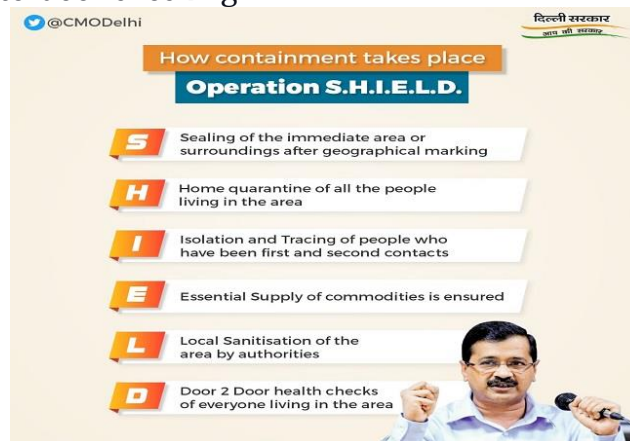 @CMODelhi
दिल्ली सरकार
आप की सरकार
How containment takes place
Operation S.H.I.E.L.D.
S
Sealing of the immediate area or
surroundings after geographical marking
H
Home quarantine of all the people
living in the area
I
Isolation and Tracing of people who
have been first and second contacts
E
Essential Supply of commodities is ensured
L
Local Sanitisation of the
area by authorities
D
Door 2 Door health checks
of everyone living in the area